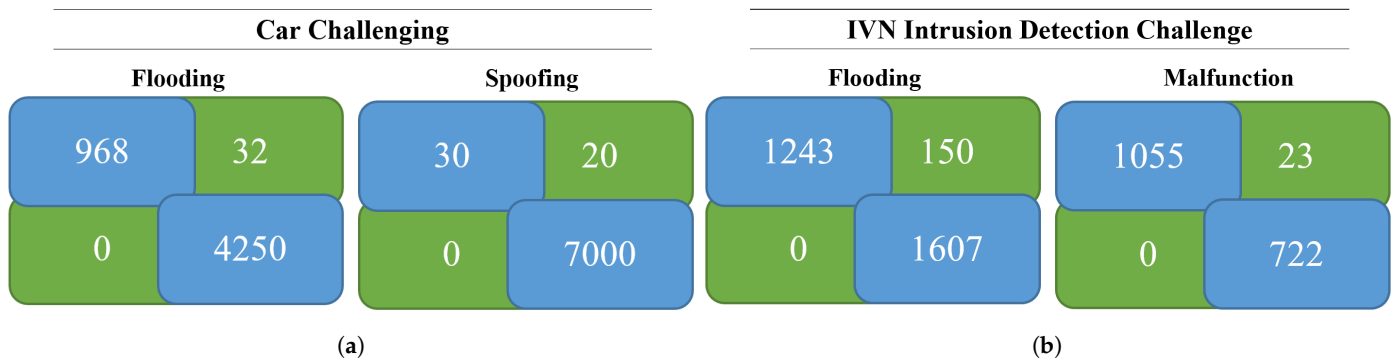 Car Challenging
IVN Intrusion Detection Challenge
Flooding
Spoofing
Flooding
Malfunction
968 32
30 20
1243 150
1055 23
0 4250
0 7000
0 1607
0 722
(a)
(b)